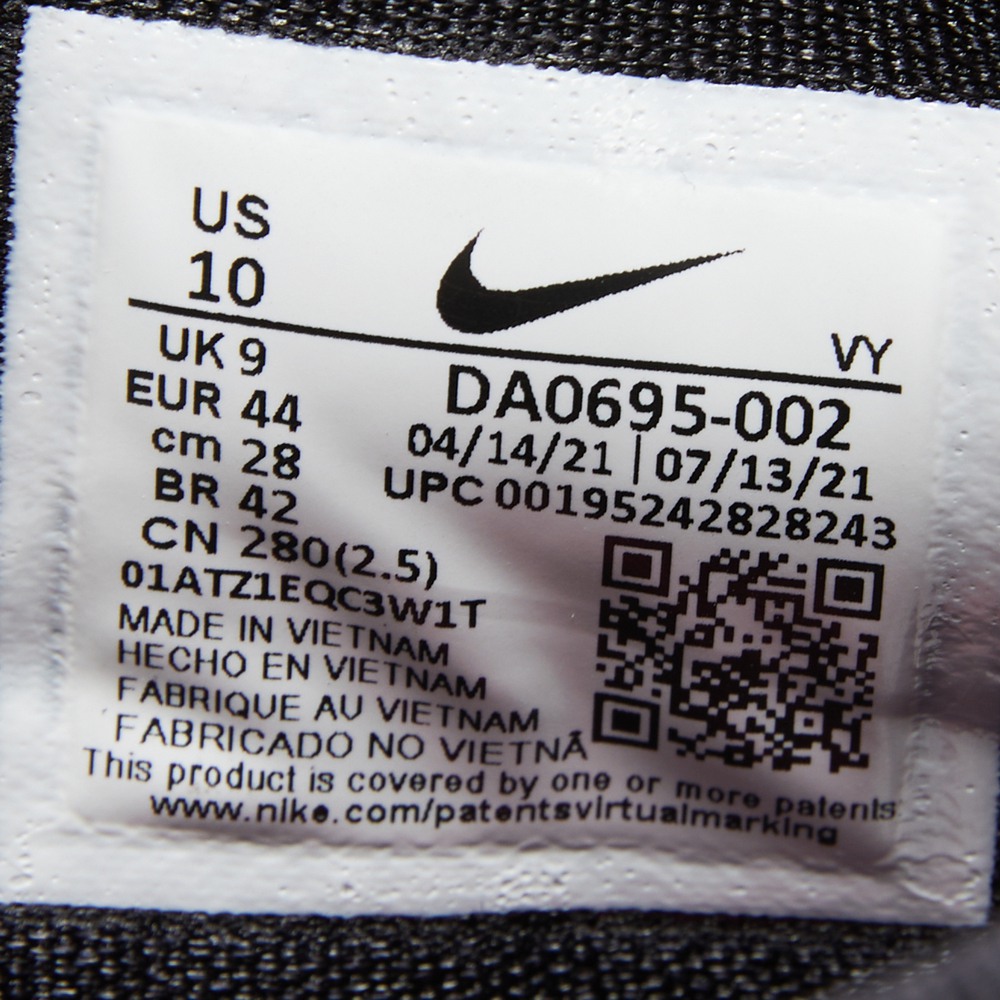 US
10
VY
UK 9
EUR 44
cm 28
BR 42
CN 280(2.5)
DA0695-002
04/14/21 | 07/13/21
UPC 00195242828243
01ATZ1EQC3W1T
MADE IN VIETNAM
HECHO EN VIETNAM
FABRIQUE AU VIETNAM
FABRICADO NO VIETNÃ
This product is covered by one or more patents
www.nike.com/patentsvirtualmarking